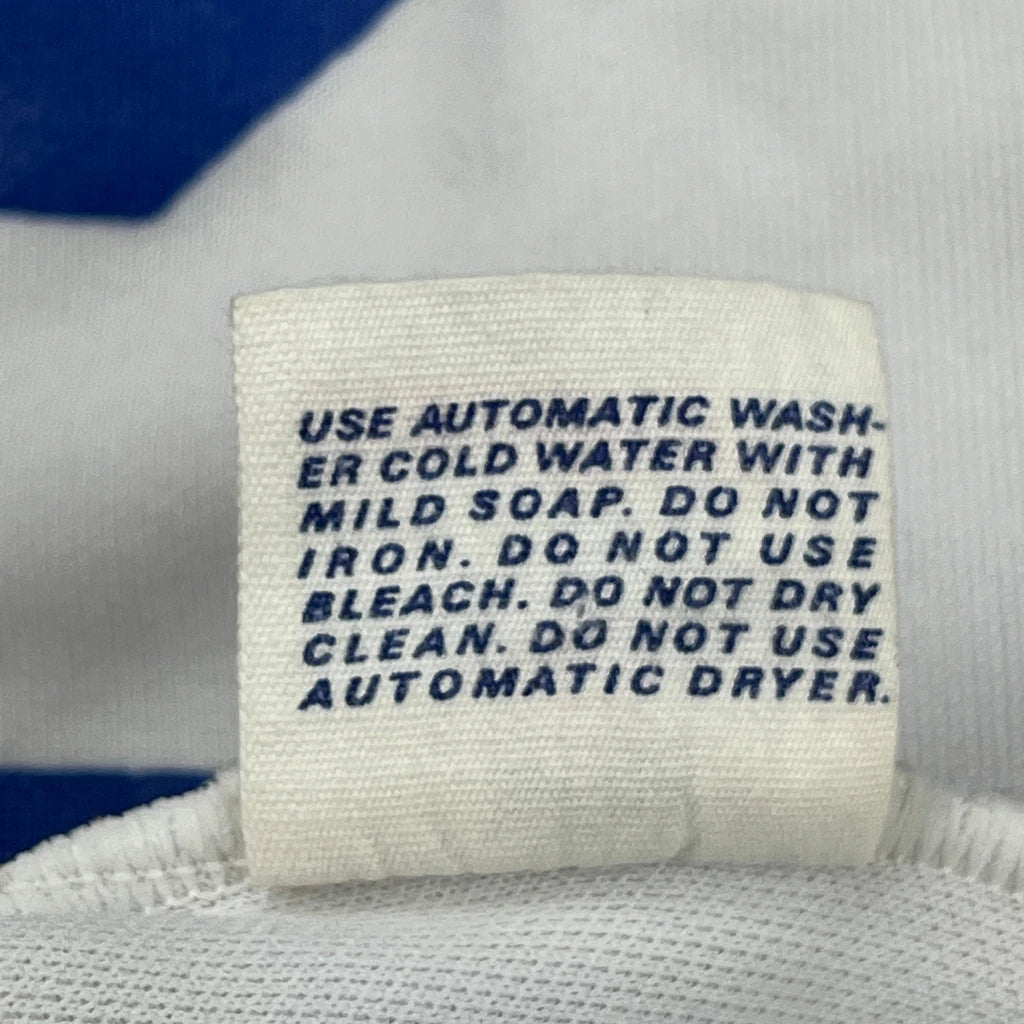 USE AUTOMATIC WASH-
ER COLD WATER WITH
MILD SOAP. DO NOT
IRON. DO NOT USE
BLEACH. DO NOT DRY
CLEAN. DO NOT USE
AUTOMATIC DRYER.